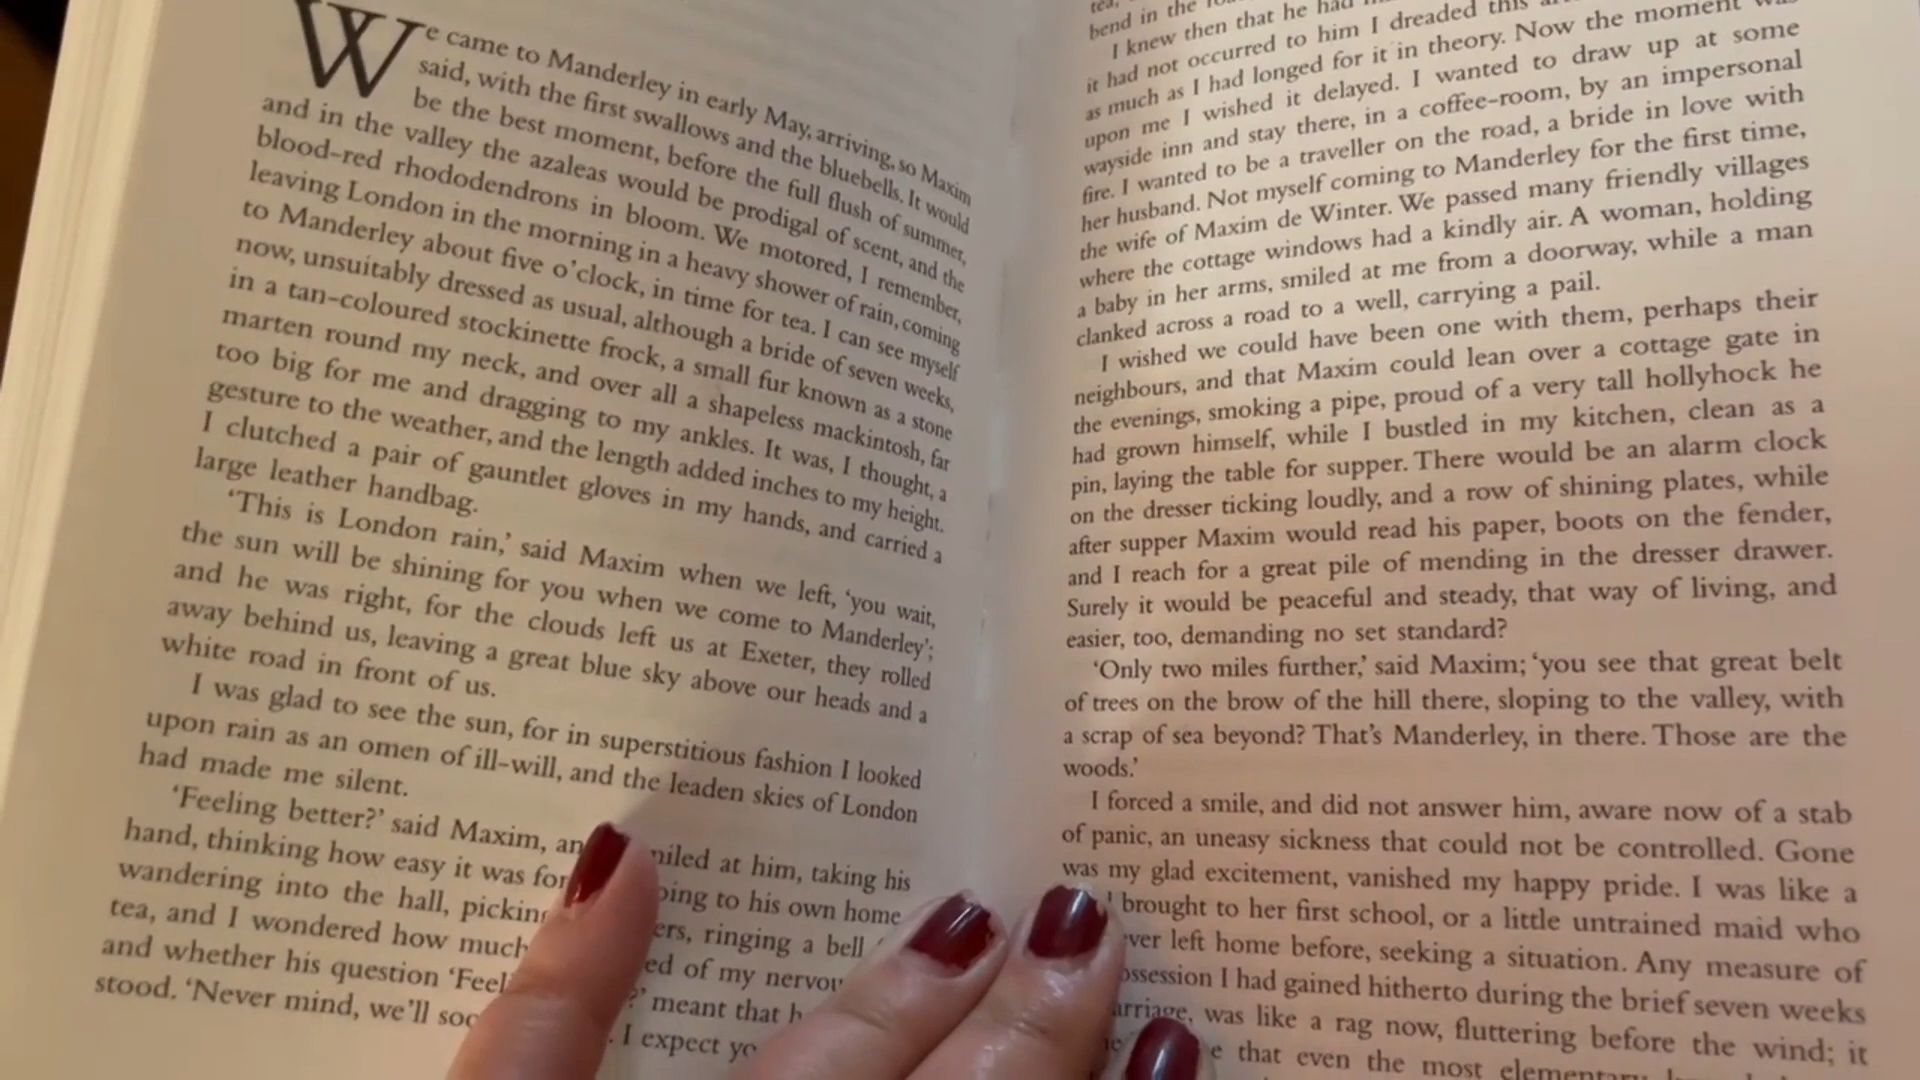 We came to Manderley in early May, arriving, so Maxim
said, with the first swallows and the bluebells. It would
be the best moment, before the full flush of summer,
and in the valley the azaleas would be prodigal of scent, and the
blood-red rhododendrons in bloom. We motored, I remember,
leaving London in the morning in a heavy shower of rain, coming
to Manderley about five o'clock, in time for tea. I can see myself
now, unsuitably dressed as usual, although a bride of seven weeks,
in a tan-coloured stockinette frock, a small fur known as a stone
marten round my neck, and over all a shapeless mackintosh, far
too big for me and dragging to my ankles. It was, I thought, a
gesture to the weather, and the length added inches to my height.
I clutched a pair of gauntlet gloves in my hands, and carried a
large leather handbag.
'This is London rain,' said Maxim when we left, 'you wait,
the sun will be shining for you when we come to Manderley';
and he was right, for the clouds left us at Exeter, they rolled
away behind us, leaving a great blue sky above our heads and a
white road in front of us.
I was glad to see the sun, for in superstitious fashion I looked
upon rain as an omen of ill-will, and the leaden skies of London
had made me silent.
'Feeling better?' said Maxim, at him, taking his
hand, thinking how easy it was for to his own home
wandering into the hall, ringing a bell
tea, and I wondered how much of my
and whether his question meant that
stood. 'Never mind, we'll I expect
bend in the
I knew then that he had
it had not occurred to him I dreaded this
as much as I had longed for it in theory. Now the moment was
upon me I wished it delayed. I wanted to draw up at some
wayside inn and stay there, in a coffee-room, by an impersonal
fire. I wanted to be a traveller on the road, a bride in love with
her husband. Not myself coming to Manderley for the first time,
the wife of Maxim de Winter. We passed many friendly villages
where the cottage windows had a kindly air. A woman, holding
a baby in her arms, smiled at me from a doorway, while a man
clanked across a road to a well, carrying a pail.
I wished we could have been one with them, perhaps their
neighbours, and that Maxim could lean over a cottage gate in
the evenings, smoking a pipe, proud of a very tall hollyhock he
had grown himself, while I bustled in my kitchen, clean as a
pin, laying the table for supper. There would be an alarm clock
on the dresser ticking loudly, and a row of shining plates, while
after supper Maxim would read his paper, boots on the fender,
and I reach for a great pile of mending in the dresser drawer.
Surely it would be peaceful and steady, that way of living, and
easier, too, demanding no set standard?
'Only two miles further,' said Maxim; 'you see that great belt
of trees on the brow of the hill there, sloping to the valley, with
a scrap of sea beyond? That's Manderley, in there. Those are the
woods.'
I forced a smile, and did not answer him, aware now of a stab
of panic, an uneasy sickness that could not be controlled. Gone
was my glad excitement, vanished my happy pride. I was like a
brought to her first school, or a little untrained maid who
left home before, seeking a situation. Any measure of
I had gained hitherto during the brief seven weeks
was like a rag now, fluttering before the wind; it
that even the most